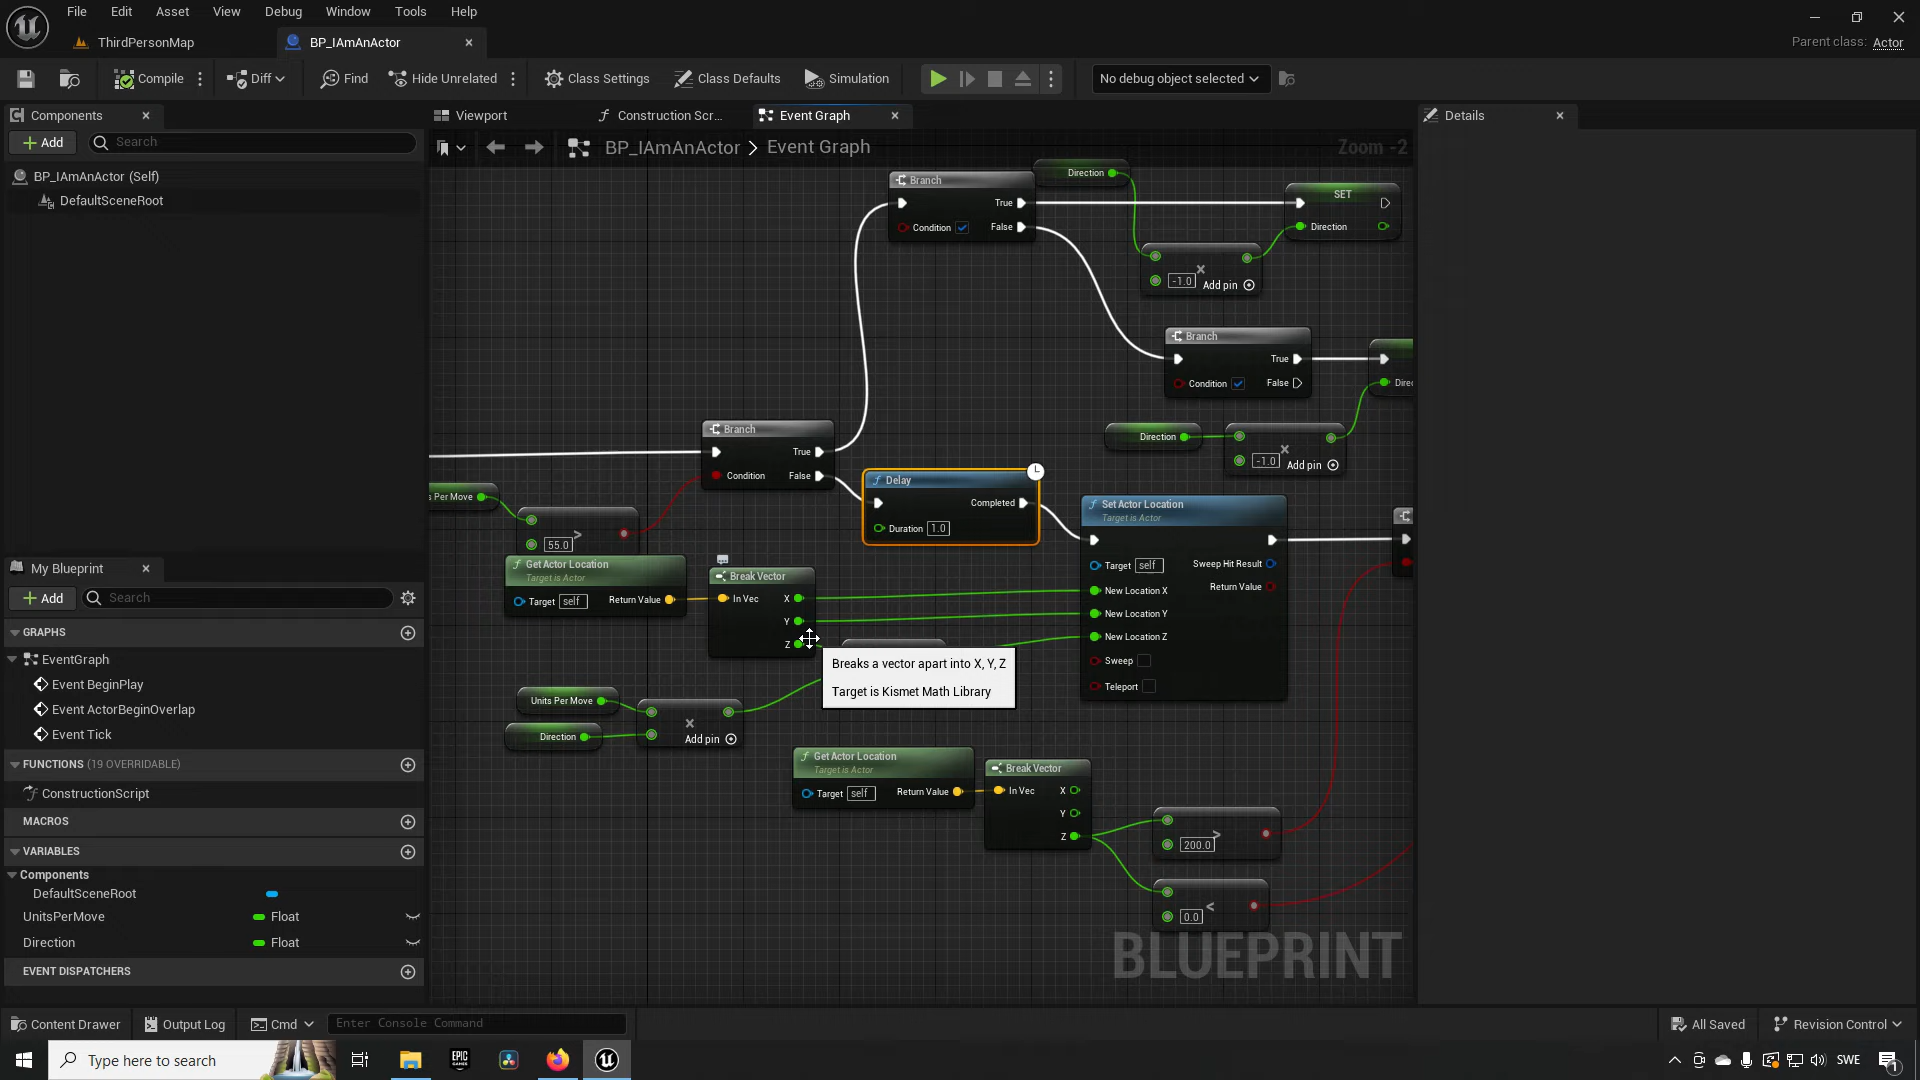 File Edit Asset View Debug Window Tools Help
ThirdPersonMap
BP_IAmAnActor
Parent class: Actor
Compile
Diff
Find
Hide Unrelated
Class Settings
Class Defaults
Simulation
No debug object selected
Components
Add
Search
BP_IAmAnActor (Self)
DefaultSceneRoot
My Blueprint
Add
Search
GRAPHS
EventGraph
Event BeginPlay
Event ActorBeginOverlap
Event Tick
FUNCTIONS (19 OVERRIDABLE)
ConstructionScript
MACROS
VARIABLES
Components
DefaultSceneRoot
UnitsPerMove Float
Direction Float
EVENT DISPATCHERS
Viewport
Construction Scr...
Event Graph
BP_IAmAnActor > Event Graph
Zoom -2
Branch
True
Condition
False
Direction
SET
Direction
×
-1.0
Add pin
Branch
True
Condition
False
Direction
×
-1.0
Add pin
Branch
True
Condition
False
s Per Move
>
55.0
Delay
Completed
Duration 1.0
Set Actor Location
Target is Actor
Target self
Sweep Hit Result
Return Value
New Location X
New Location Y
New Location Z
Sweep
Teleport
Get Actor Location
Target is Actor
Target self
Return Value
Break Vector
In Vec
X
Y
Z
Breaks a vector apart into X, Y, Z
Target is Kismet Math Library
Units Per Move
Direction
×
Add pin
Get Actor Location
Target is Actor
Target self
Return Value
Break Vector
In Vec
X
Y
Z
>
200.0
<
0.0
BLUEPRINT
Details
Content Drawer
Output Log
Cmd
Enter Console Command
All Saved
Revision Control
Type here to search
EPIC GAMES
SWE
1